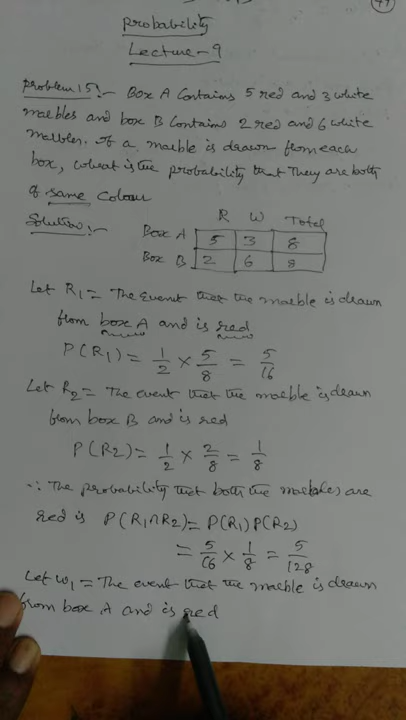 44
Probability
Lecture-9
Problem 15:- Box A Contains 5 red and 3 white
marbles and box B Contains 2 red and 6 white
marbles. If a marble is drawn from each
box, what is the probability that They are both
of same Colour
Solution:-
R W Total
Box A 5 3 8
Box B 2 6 8
Let R1 = The event that the marble is drawn
from box A and is red
P(R1) = 1/2 × 5/8 = 5/16
Let R2 = The event that the marble is drawn
from box B and is red
P(R2) = 1/2 × 2/8 = 1/8
∴ The probability that both the marbles are
red is P(R1∩R2) = P(R1) P(R2)
= 5/16 × 1/8 = 5/128
Let W1 = The event that the marble is drawn
from box A and is red